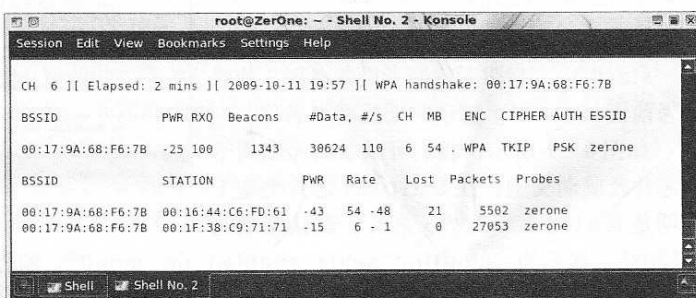 root@ZerOne: ~ - Shell No. 2 - Konsole
Session Edit View Bookmarks Settings Help
CH 6 ][ Elapsed: 2 mins ][ 2009-10-11 19:57 ][ WPA handshake: 00:17:9A:68:F6:7B
BSSID PWR RXQ Beacons #Data, #/s CH MB ENC CIPHER AUTH ESSID
00:17:9A:68:F6:7B -25 100 1343 30624 110 6 54 . WPA TKIP PSK zerone
BSSID STATION PWR Rate Lost Packets Probes
00:17:9A:68:F6:7B 00:16:44:C6:FD:61 -43 54 -48 21 5502 zerone
00:17:9A:68:F6:7B 00:1F:38:C9:71:71 -15 6 - 1 0 27053 zerone
Shell Shell No. 2